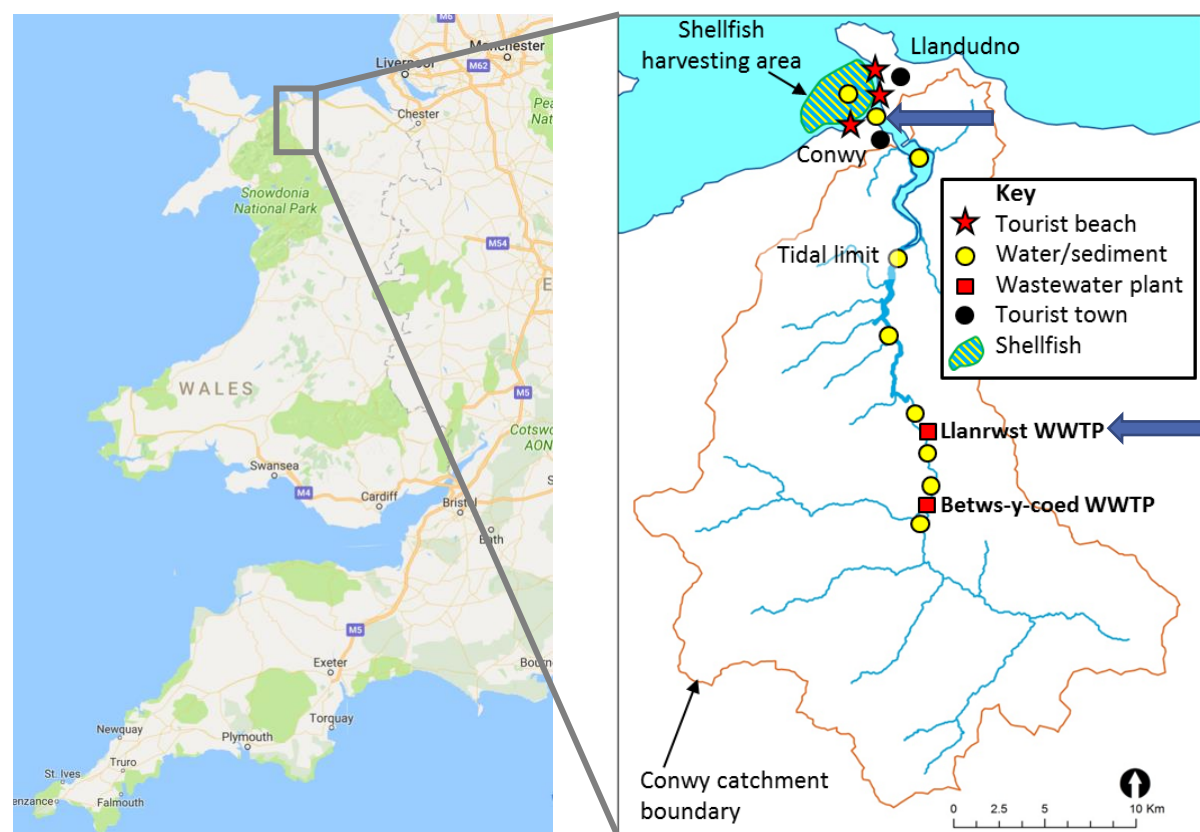 M6
Manchester
Liverpool
M62
Chester
Snowdonia
National Park
M54
WALES
M5
Swansea
M4
Cardiff
Bristol
Bath
M5
Exeter
Torquay
Plymouth
Newquay
Truro
St. Ives
Falmouth
enzance
Shellfish
harvesting area
Llandudno
Conwy
Key
Tourist beach
Water/sediment
Wastewater plant
Tourist town
Shellfish
Tidal limit
Llanrwst WWTP
Betws-y-coed WWTP
Conwy catchment
boundary
0 2.5 5 10 Km